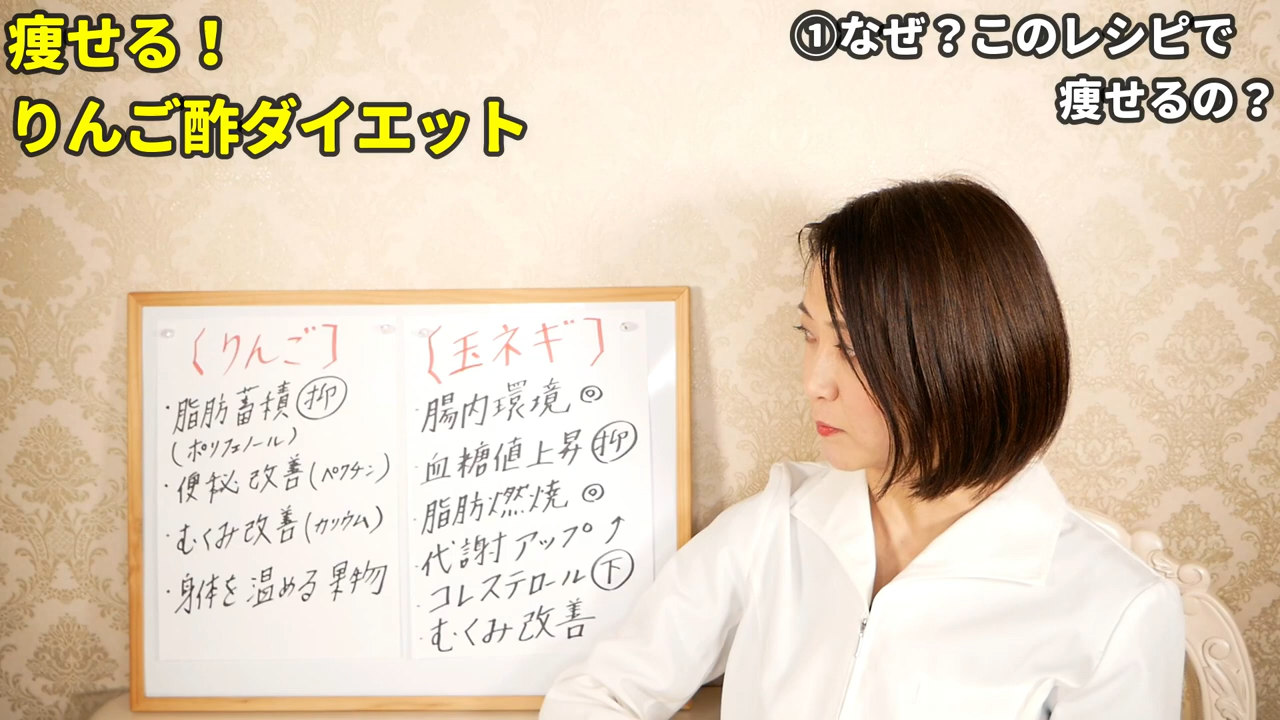 痩せる！
りんご酢ダイエット
①なぜ？このレシピで
痩せるの？
〔りんご〕
・脂肪蓄積㊥抑
(ポリフェノール)
・便秘改善(ペクチン)
・むくみ改善(カリウム)
・身体を温める果物
〔玉ネギ〕
・腸内環境◎
・血糖値上昇 抑
・脂肪燃焼◎
・代謝アップ↑
・コレステロール 下
・むくみ改善